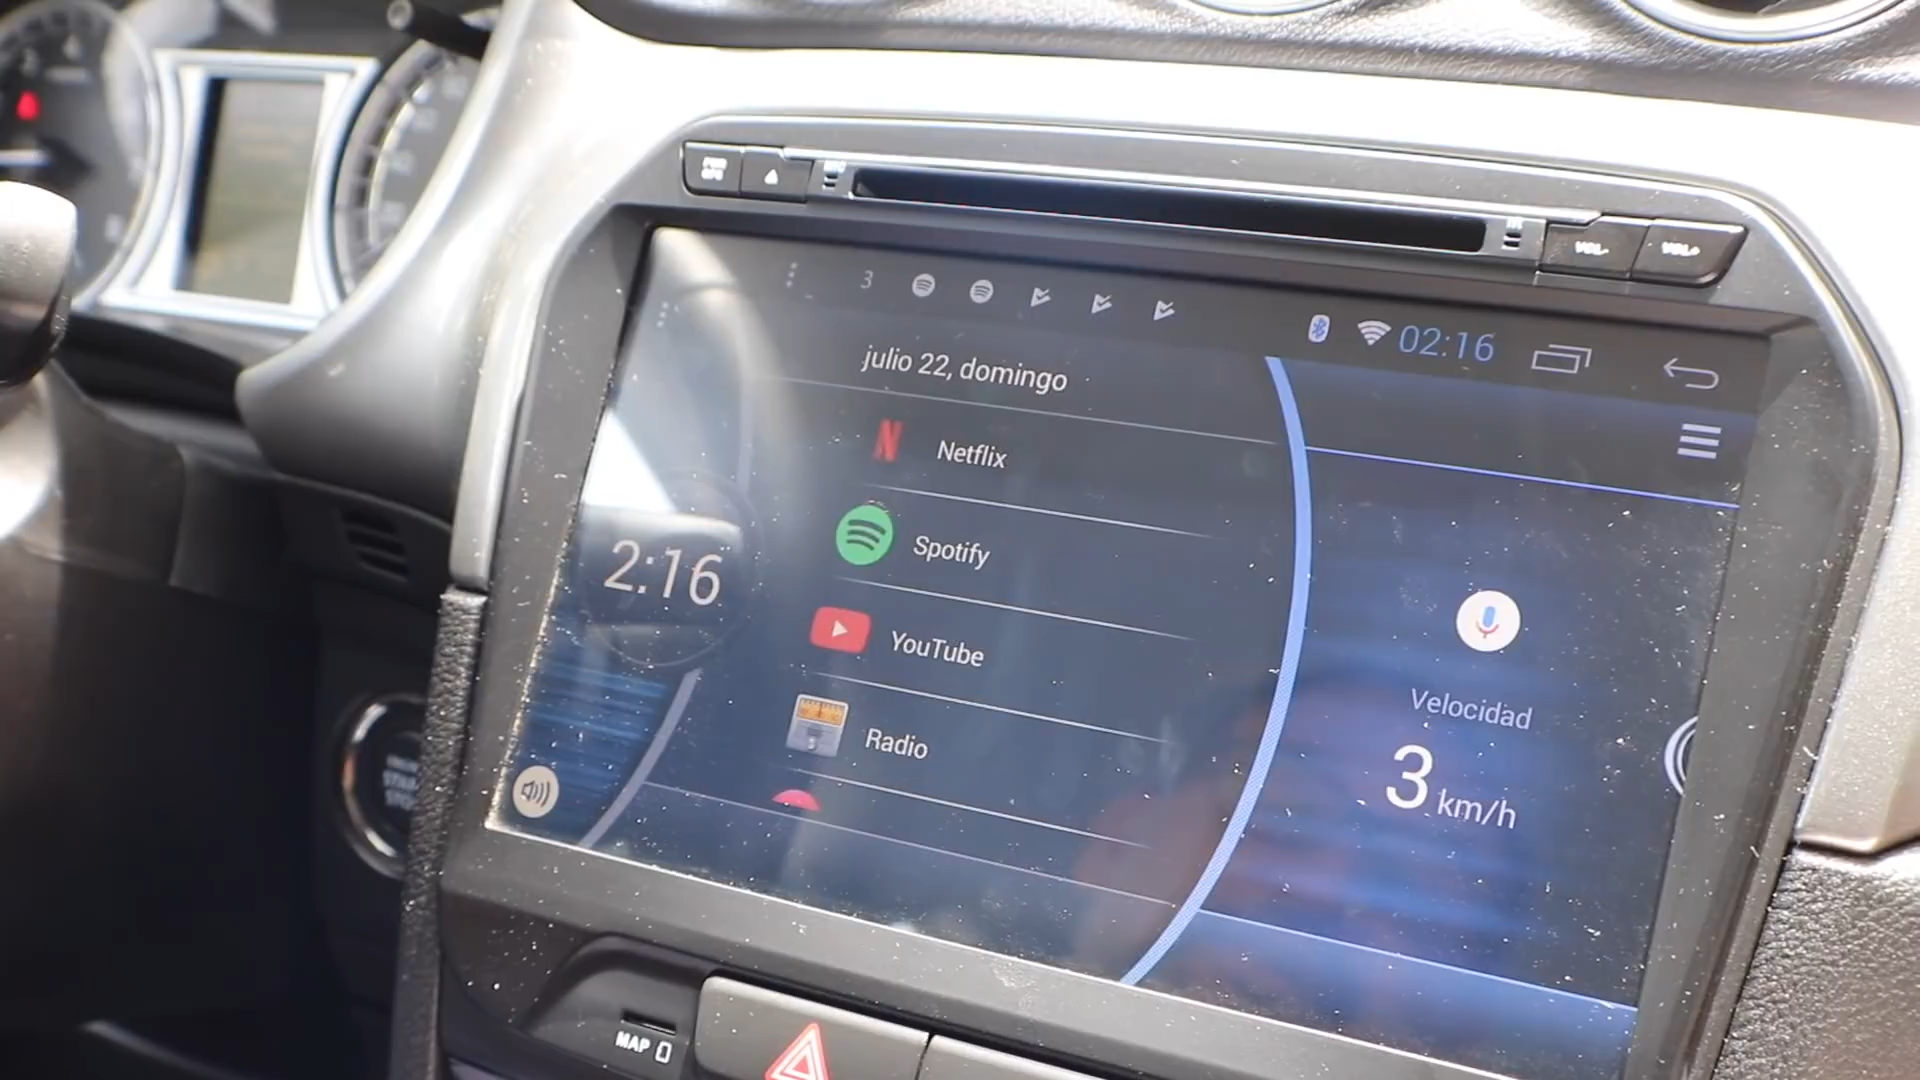 VOL-
VOL+
3
02:16
julio 22, domingo
Netflix
Spotify
2:16
YouTube
Radio
Velocidad
3 km/h
MAP